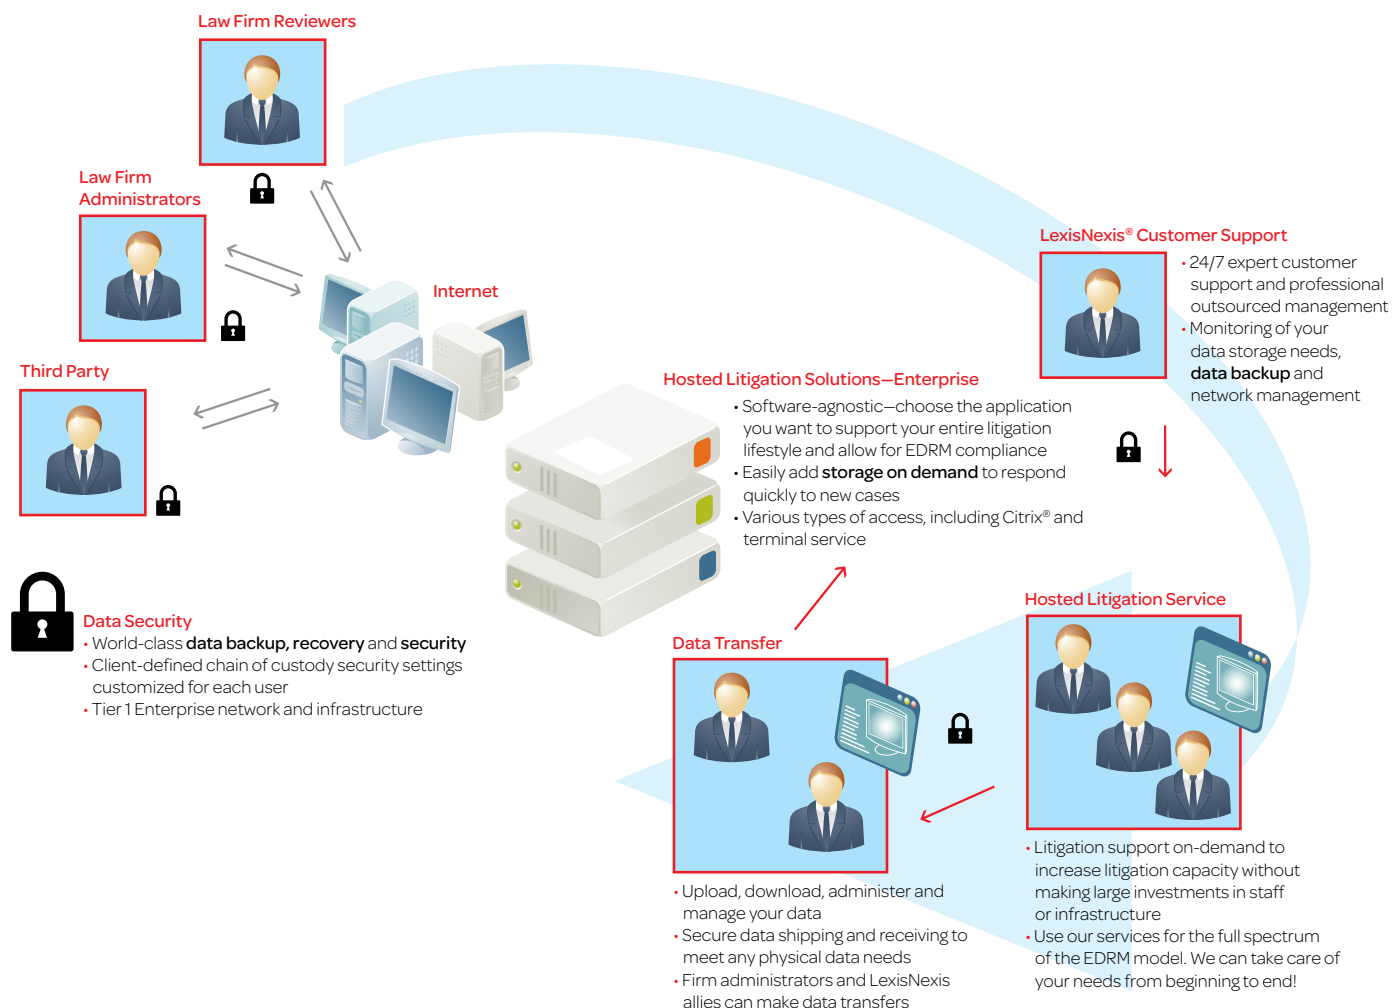 Law Firm Reviewers
Law Firm
Administrators
Third Party
Internet
LexisNexis® Customer Support
• 24/7 expert customer
support and professional
outsourced management
• Monitoring of your
data storage needs,
data backup and
network management
Hosted Litigation Solutions—Enterprise
• Software-agnostic—choose the application
you want to support your entire litigation
lifestyle and allow for EDRM compliance
• Easily add storage on demand to respond
quickly to new cases
• Various types of access, including Citrix® and
terminal service
Data Security
• World-class data backup, recovery and security
• Client-defined chain of custody security settings
customized for each user
• Tier 1 Enterprise network and infrastructure
Data Transfer
• Upload, download, administer and
manage your data
• Secure data shipping and receiving to
meet any physical data needs
• Firm administrators and LexisNexis
allies can make data transfers
Hosted Litigation Service
• Litigation support on-demand to
increase litigation capacity without
making large investments in staff
or infrastructure
• Use our services for the full spectrum
of the EDRM model. We can take care of
your needs from beginning to end!